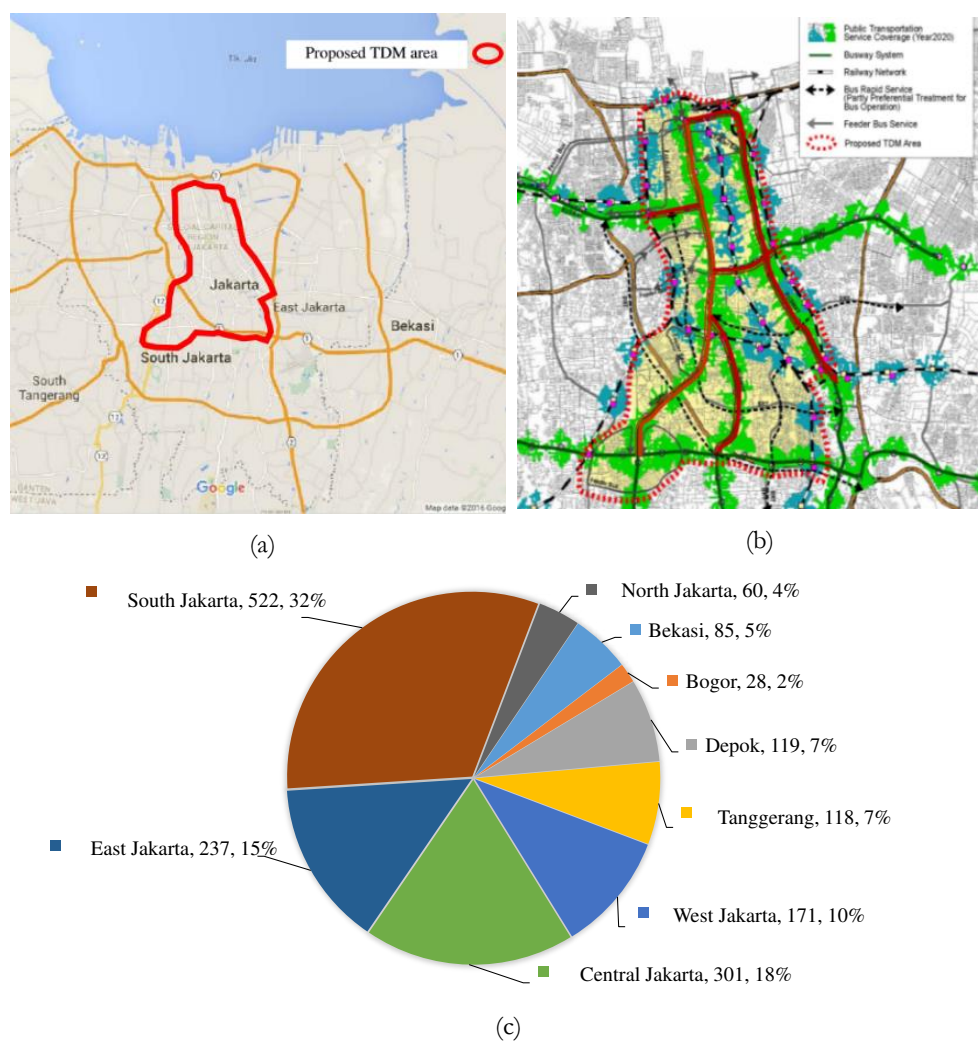 Proposed TDM area
Jakarta
East Jakarta
Bekasi
South Jakarta
South
Tangerang
Google
Map data ©2016 Goog
(a)
Public Transportation
Service Coverage (Year2020)
Busway System
Railway Network
Bus Rapid Service
(Partly Preferential Treatment for
Bus Operation)
Feeder Bus Service
Proposed TDM Area
(b)
South Jakarta, 522, 32%
North Jakarta, 60, 4%
Bekasi, 85, 5%
Bogor, 28, 2%
Depok, 119, 7%
Tanggerang, 118, 7%
East Jakarta, 237, 15%
West Jakarta, 171, 10%
Central Jakarta, 301, 18%
(c)